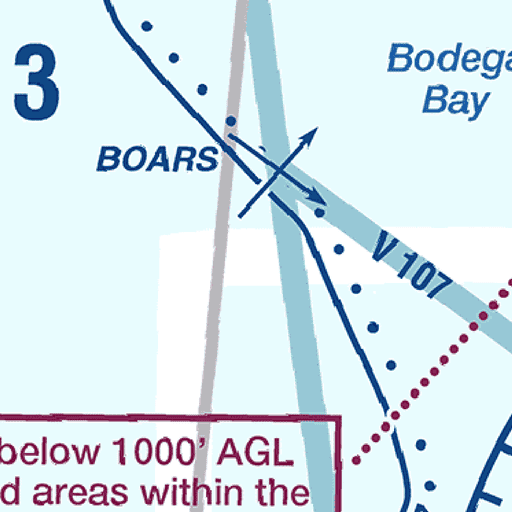 3
Bodega
Bay
BOARS
V 107
below 1000' AGL
d areas within the